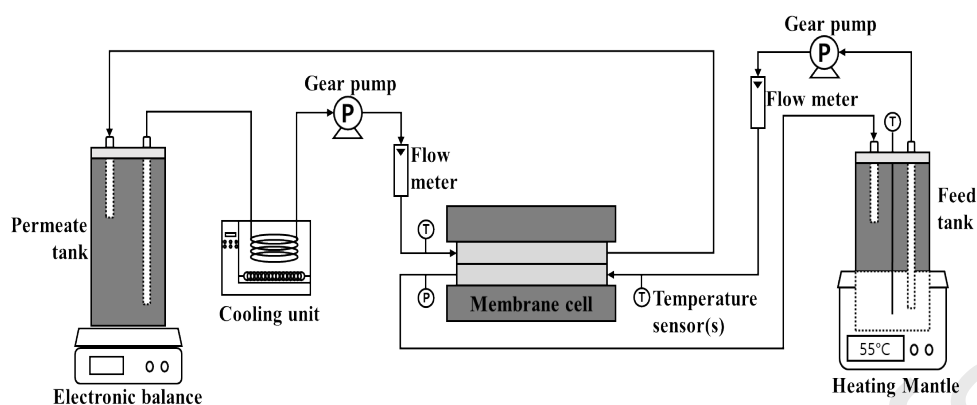 Gear pump
P
Flow meter
T
Gear pump
P
Flow
meter
Permeate
tank
Feed
tank
T
P
Membrane cell
T
Temperature
sensor(s)
Cooling unit
55°C
Electronic balance
Heating Mantle